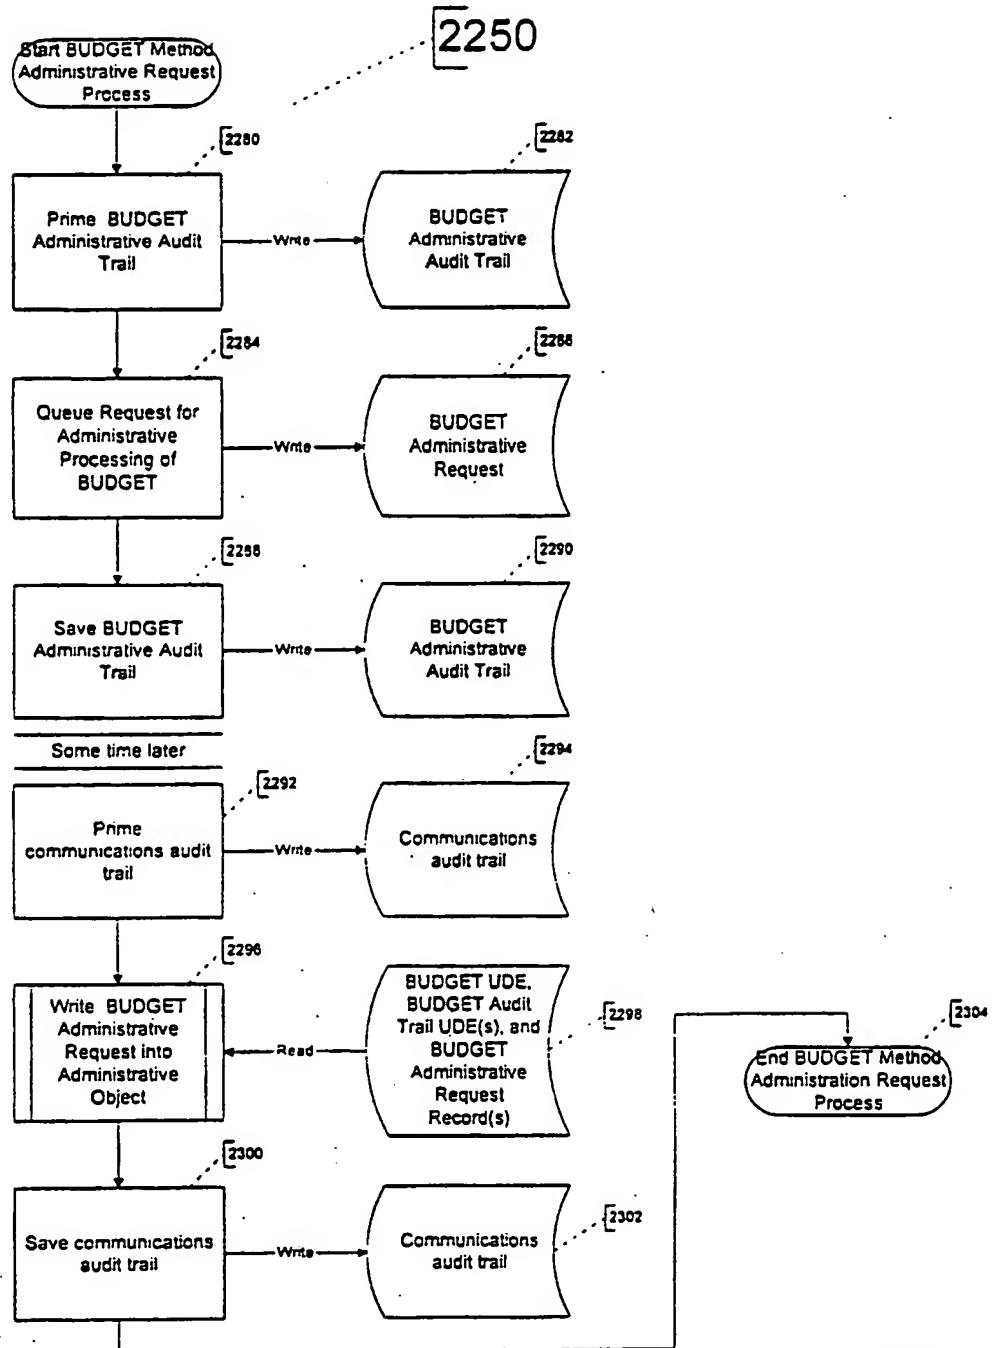 2250
Start BUDGET Method
Administrative Request
Process
2280
2282
Prime BUDGET
Administrative Audit
Trail
Write
BUDGET
Administrative
Audit Trail
2284
2286
Queue Request for
Administrative
Processing of
BUDGET
Write
BUDGET
Administrative
Request
2288
2290
Save BUDGET
Administrative Audit
Trail
Write
BUDGET
Administrative
Audit Trail
Some time later
2292
2294
Prime
communications audit
trail
Write
Communications
audit trail
2296
2298
Write BUDGET
Administrative
Request into
Administrative
Object
Read
BUDGET UDE,
BUDGET Audit
Trail UDE(s), and
BUDGET
Administrative
Request
Record(s)
2304
End BUDGET Method
Administration Request
Process
2300
2302
Save communications
audit trail
Write
Communications
audit trail